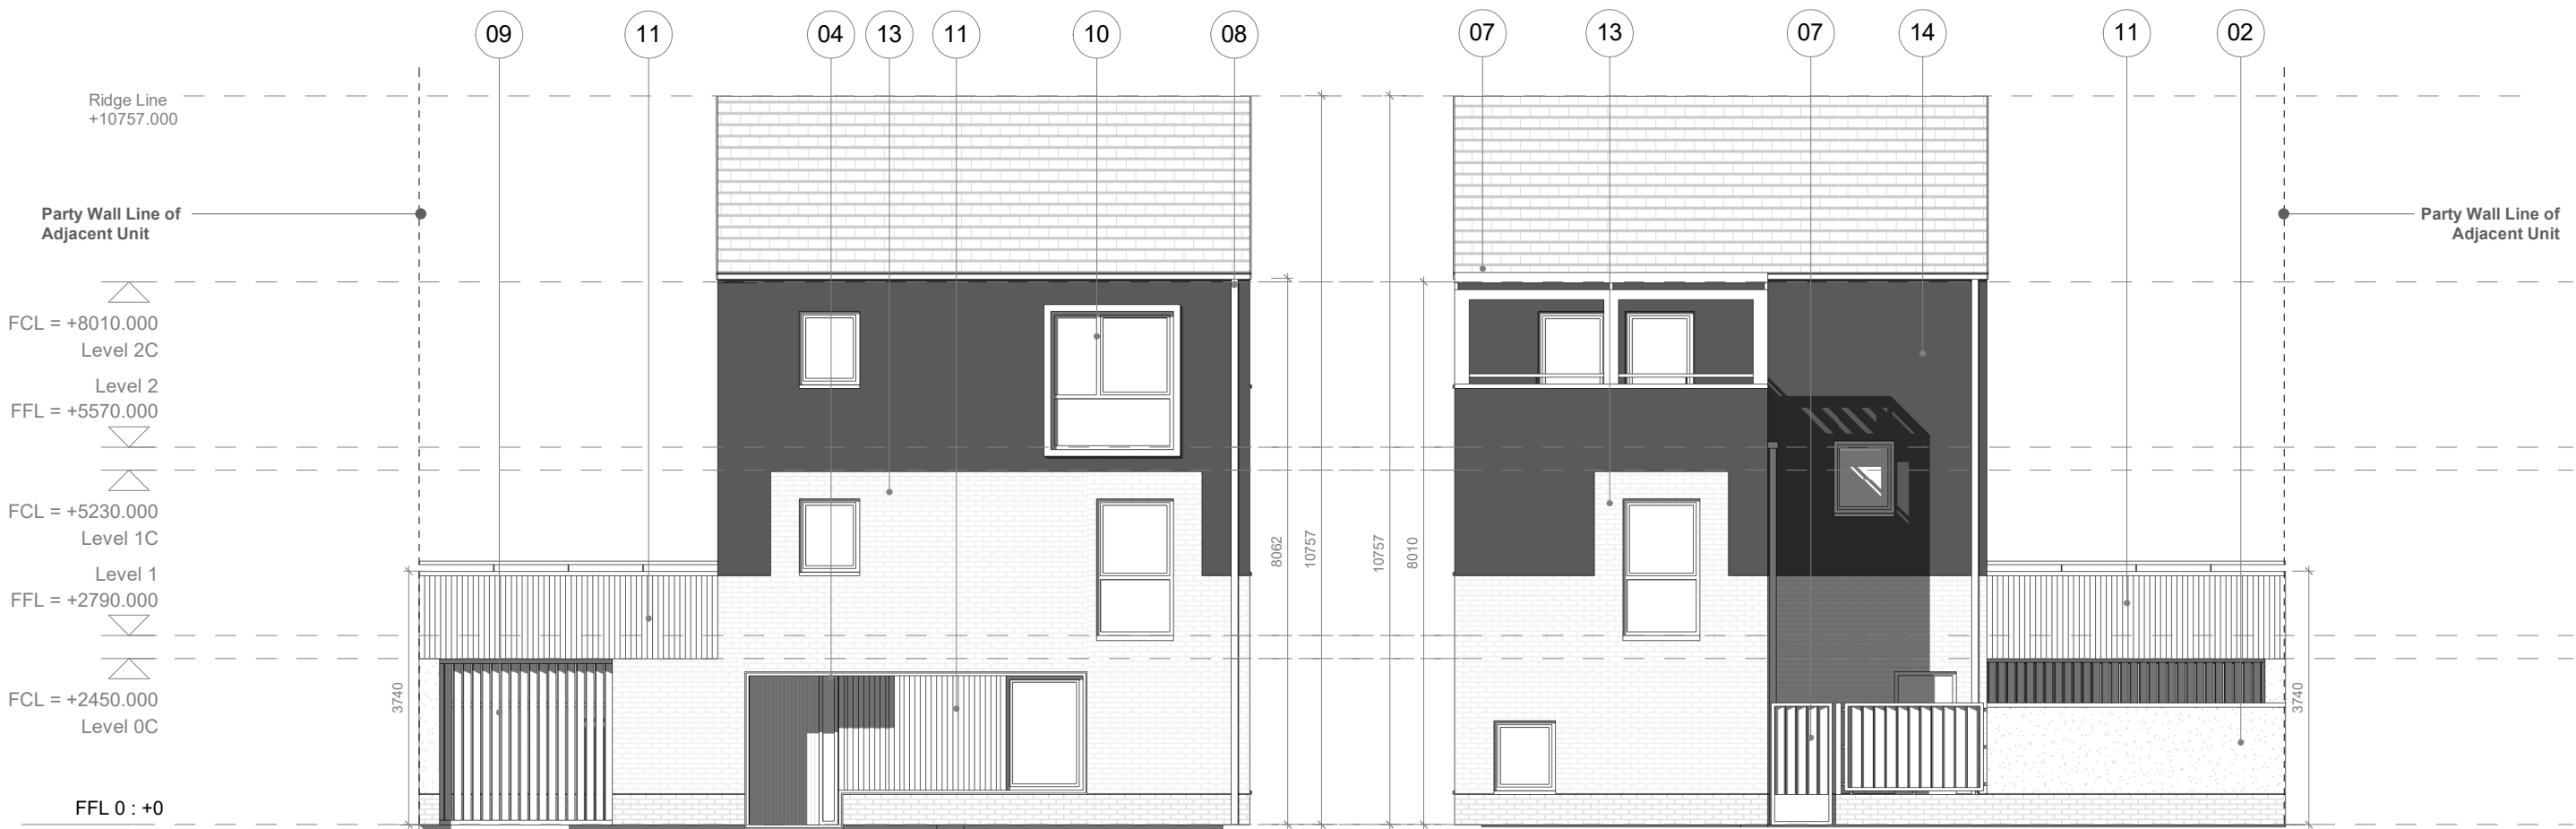 09
11
04
13
11
10
08
07
13
07
14
11
02
Ridge Line
+10757.000
Party Wall Line of
Adjacent Unit
Party Wall Line of
Adjacent Unit
FCL = +8010.000
Level 2C
Level 2
FFL = +5570.000
FCL = +5230.000
Level 1C
Level 1
FFL = +2790.000
FCL = +2450.000
Level 0C
FFL 0 : +0
3740
8062
10757
10757
8010
3740